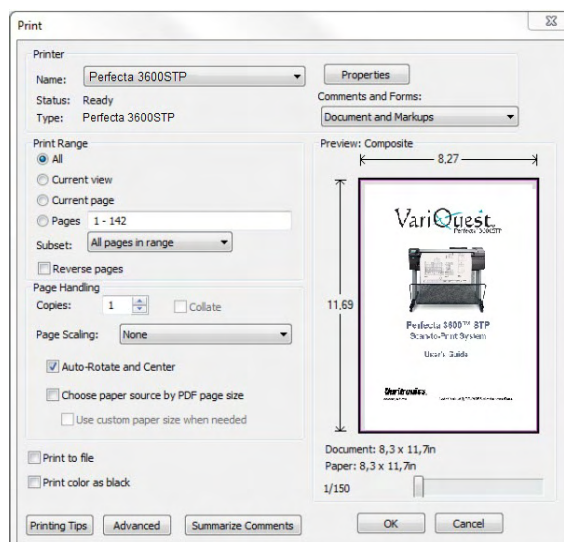 Print
Printer
Name: Perfecta 3600STP
Properties
Status: Ready
Comments and Forms:
Type: Perfecta 3600STP
Document and Markups
Print Range
All
Current view
Current page
Pages 1 - 142
Subset: All pages in range
Reverse pages
Page Handling
Copies: 1 Collate
Page Scaling: None
Auto-Rotate and Center
Choose paper source by PDF page size
Use custom paper size when needed
Print to file
Print color as black
Printing Tips Advanced Summarize Comments
Preview: Composite
8,27
11,69
VariQuest
Perfecta 3600STP
Perfecta 3600™ STP
Scan-to-Print System
User's Guide
Varitronics
Document: 8,3 x 11,7in
Paper: 8,3 x 11,7in
1/150
OK Cancel